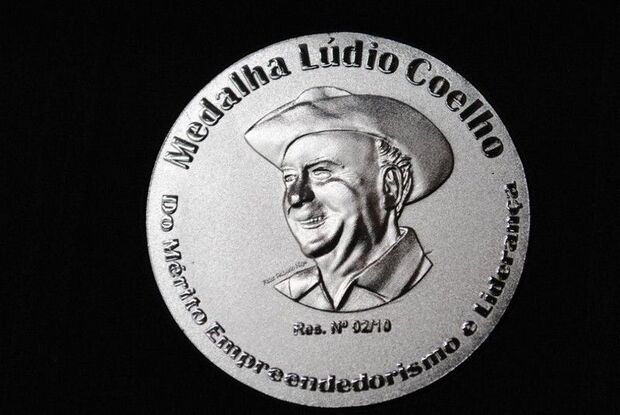 Medalha Lúdio Coelho
Res. Nº 02/10
Do Mérito Empreendedorismo e Liderança